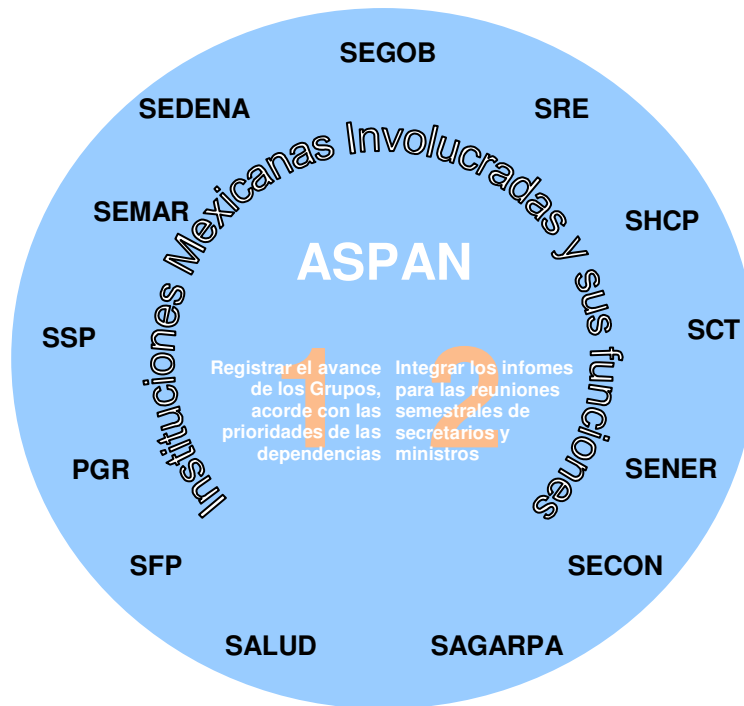 SEGOB
SEDENA
SRE
Instituciones Mexicanas Involucradas y sus funciones
SEMAR
SHCP
ASPAN
SSP
SCT
1
Registrar el avance
de los Grupos,
acorde con las
prioridades de las
dependencias
2
Integrar los infomes
para las reuniones
semestrales de
secretarios y
ministros
PGR
SENER
SFP
SECON
SALUD
SAGARPA